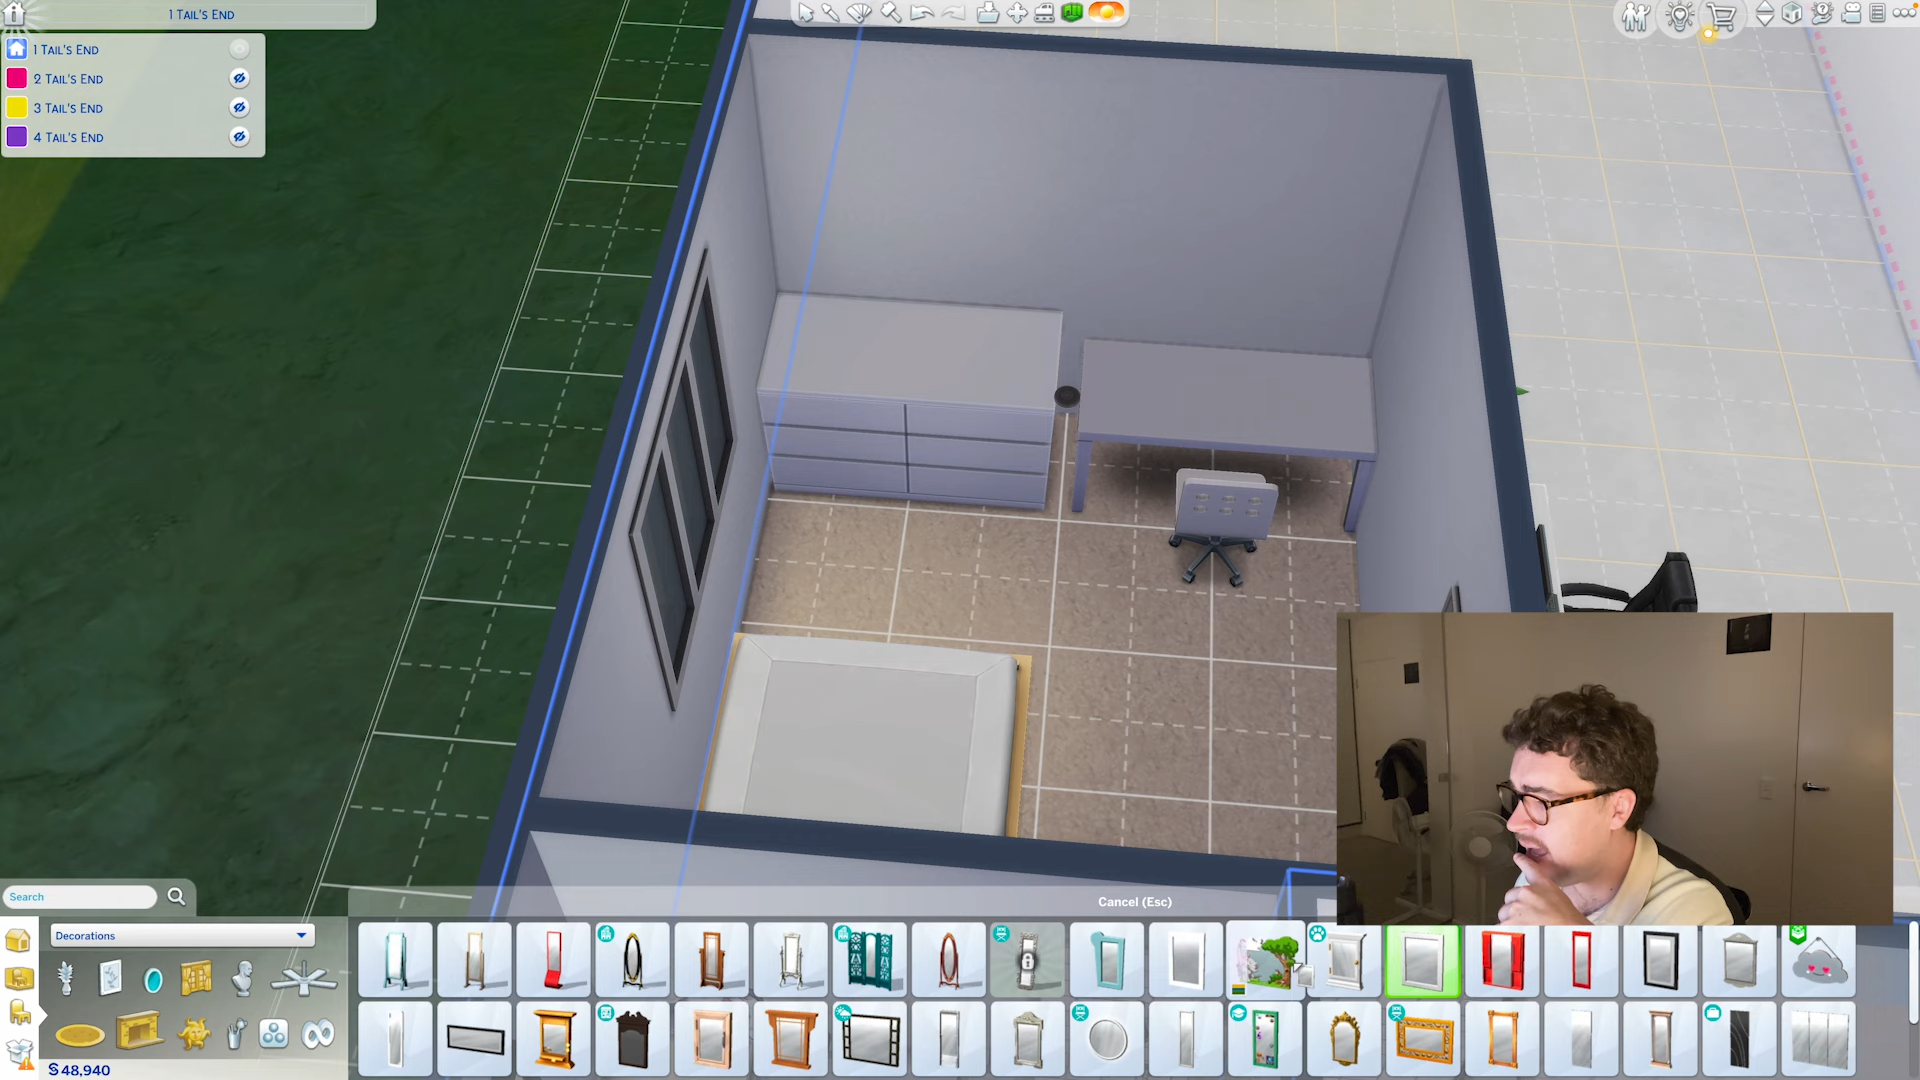 1 Tail's End
1 Tail's End
2 Tail's End
3 Tail's End
4 Tail's End
Search
Cancel (Esc)
Decorations
§48,940